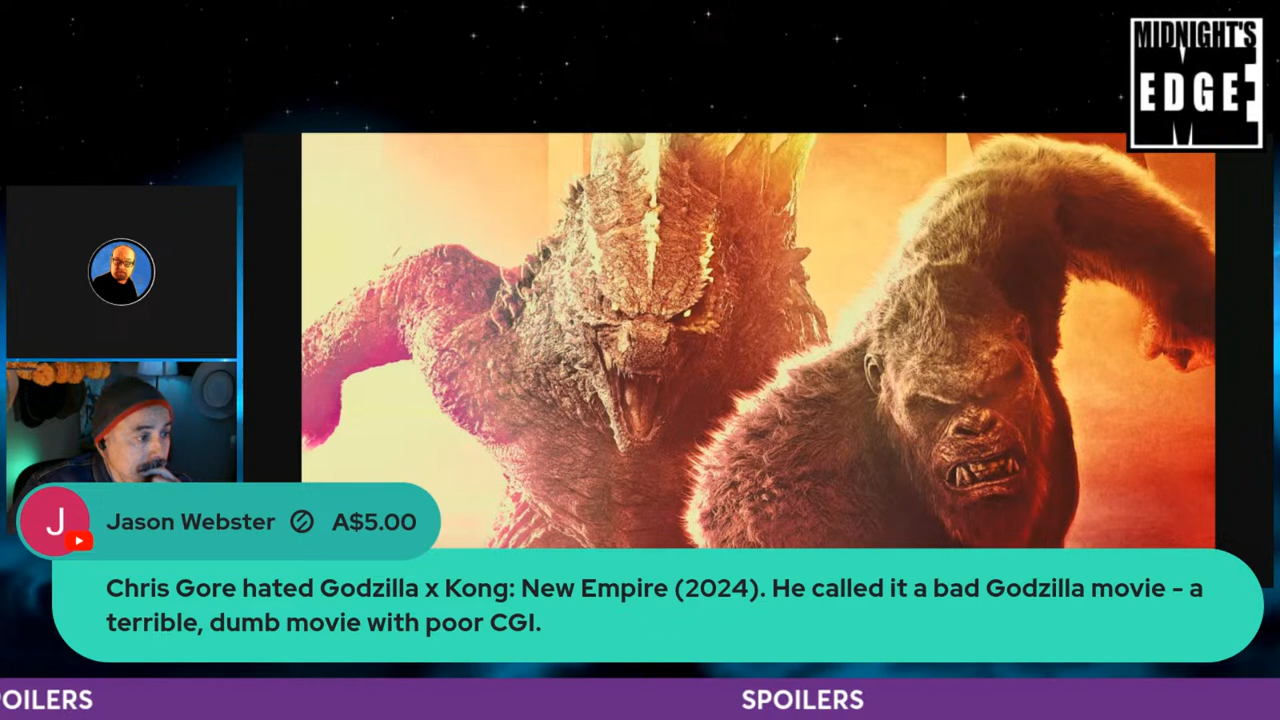 MIDNIGHT'S
EDGE
J
Jason Webster A$5.00
Chris Gore hated Godzilla x Kong: New Empire (2024). He called it a bad Godzilla movie - a
terrible, dumb movie with poor CGI.
OILERS SPOILERS